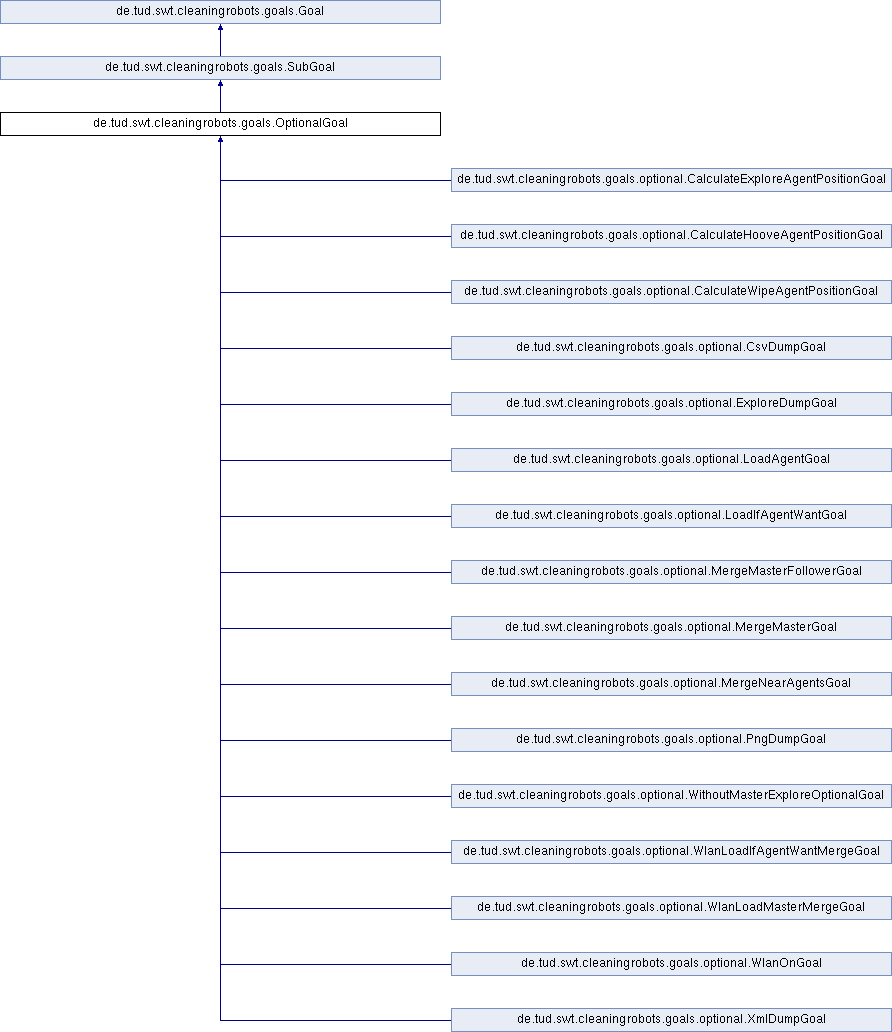 de.tud.swt.cleaningrobots.goals.Goal
de.tud.swt.cleaningrobots.goals.SubGoal
de.tud.swt.cleaningrobots.goals.OptionalGoal
de.tud.swt.cleaningrobots.goals.optional.CalculateExploreAgentPositionGoal
de.tud.swt.cleaningrobots.goals.optional.CalculateHooveAgentPositionGoal
de.tud.swt.cleaningrobots.goals.optional.CalculateWipeAgentPositionGoal
de.tud.swt.cleaningrobots.goals.optional.CsvDumpGoal
de.tud.swt.cleaningrobots.goals.optional.ExploreDumpGoal
de.tud.swt.cleaningrobots.goals.optional.LoadAgentGoal
de.tud.swt.cleaningrobots.goals.optional.LoadIfAgentWantGoal
de.tud.swt.cleaningrobots.goals.optional.MergeMasterFollowerGoal
de.tud.swt.cleaningrobots.goals.optional.MergeMasterGoal
de.tud.swt.cleaningrobots.goals.optional.MergeNearAgentsGoal
de.tud.swt.cleaningrobots.goals.optional.PngDumpGoal
de.tud.swt.cleaningrobots.goals.optional.WithoutMasterExploreOptionalGoal
de.tud.swt.cleaningrobots.goals.optional.WlanLoadIfAgentWantMergeGoal
de.tud.swt.cleaningrobots.goals.optional.WlanLoadMasterMergeGoal
de.tud.swt.cleaningrobots.goals.optional.WlanOnGoal
de.tud.swt.cleaningrobots.goals.optional.XmlDumpGoal